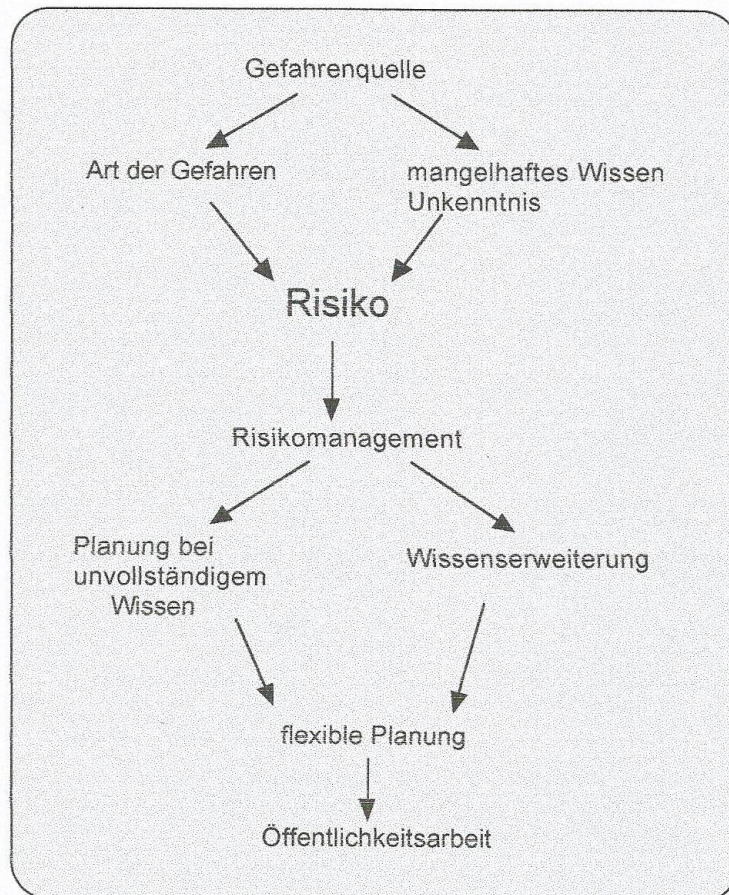 Gefahrenquelle
Art der Gefahren
mangelhaftes Wissen
Unkenntnis
Risiko
Risikomanagement
Planung bei
unvollständigem
Wissen
Wissenserweiterung
flexible Planung
Öffentlichkeitsarbeit